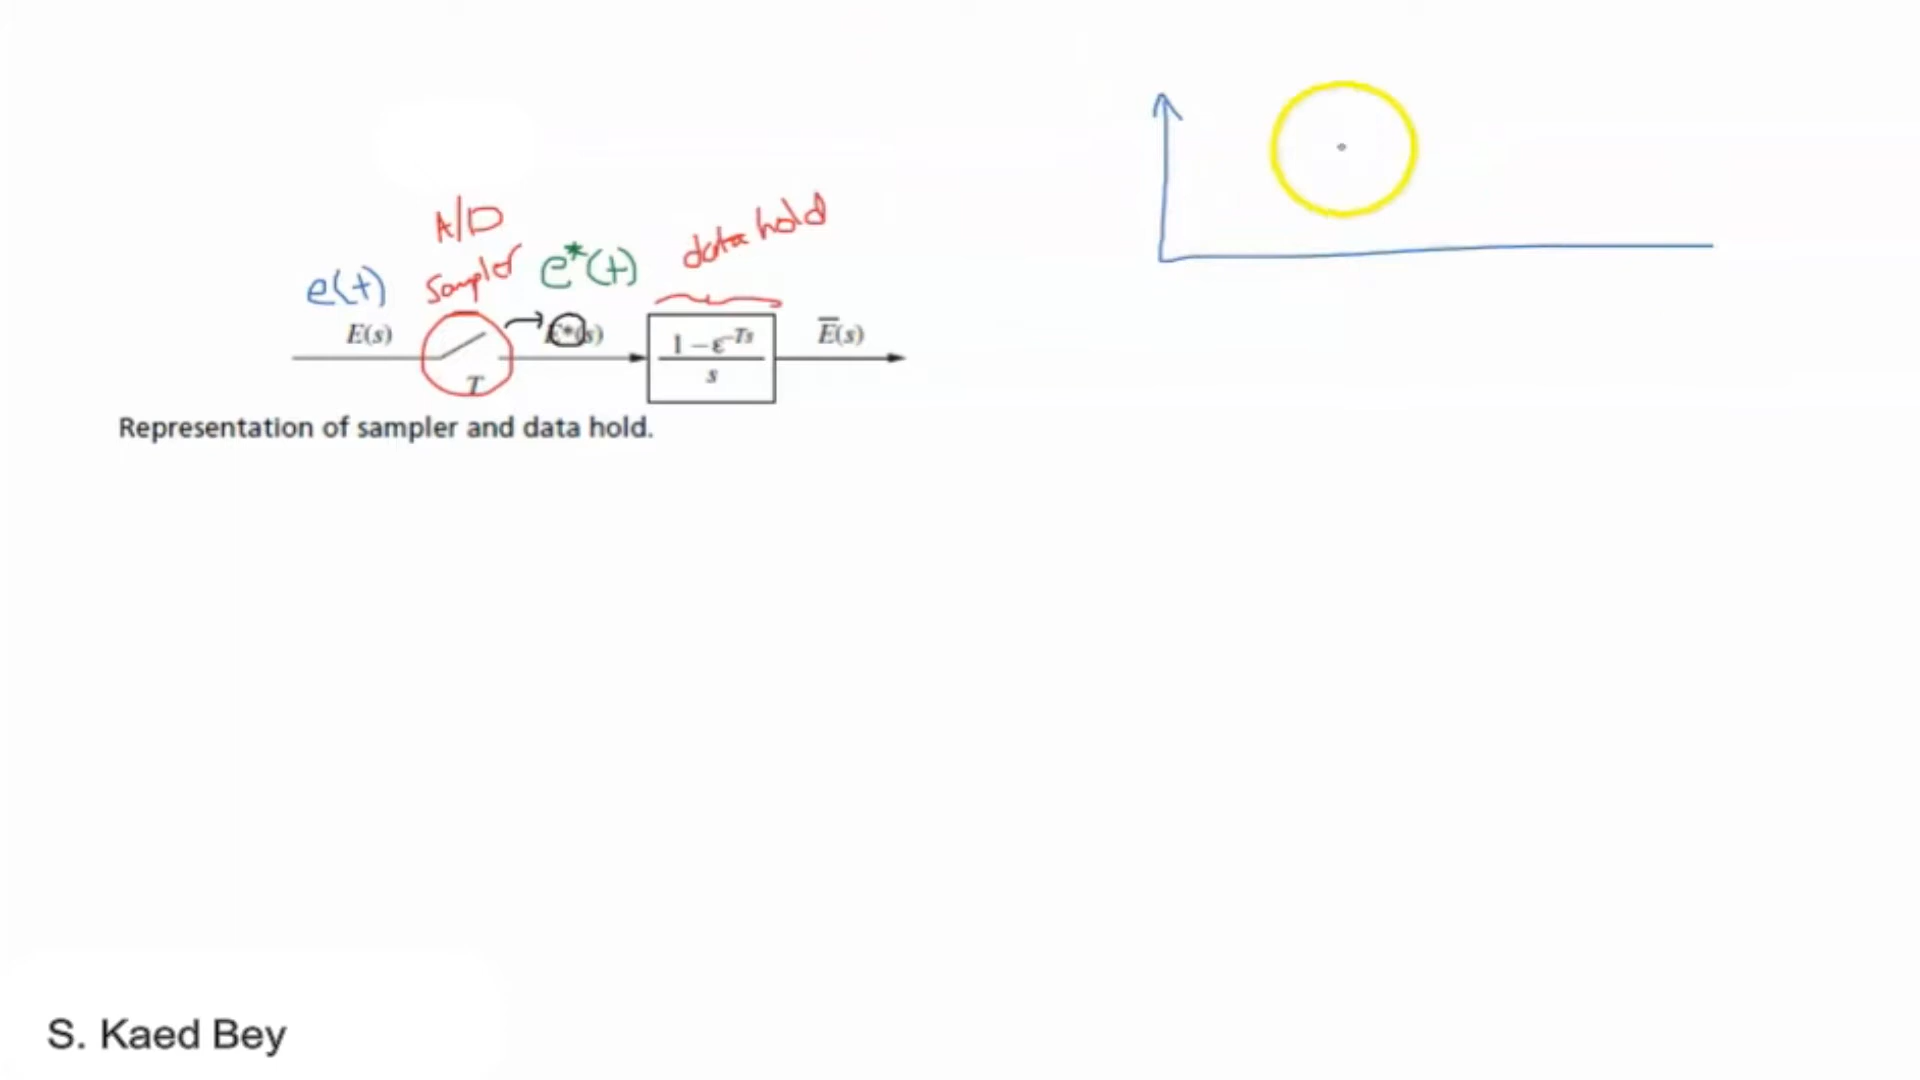 A/D
Sampler
data hold
e(t)
e*(t)
E(s)
T
E*(s)
1 − ε^−Ts
s
E̅(s)
Representation of sampler and data hold.
S. Kaed Bey